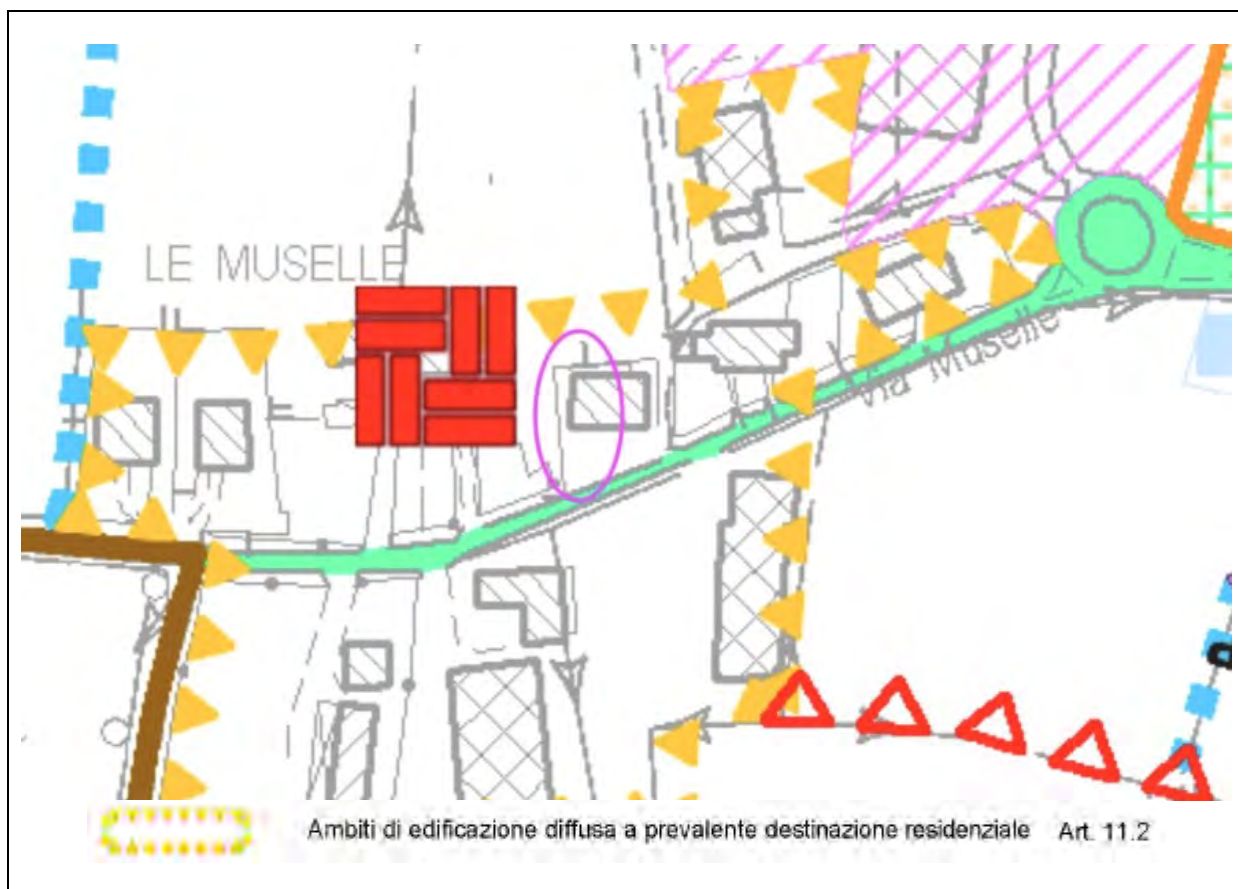 LE MUSELLE
Via Muselle
Ambiti di edificazione diffusa a prevalente destinazione residenziale Art. 11.2